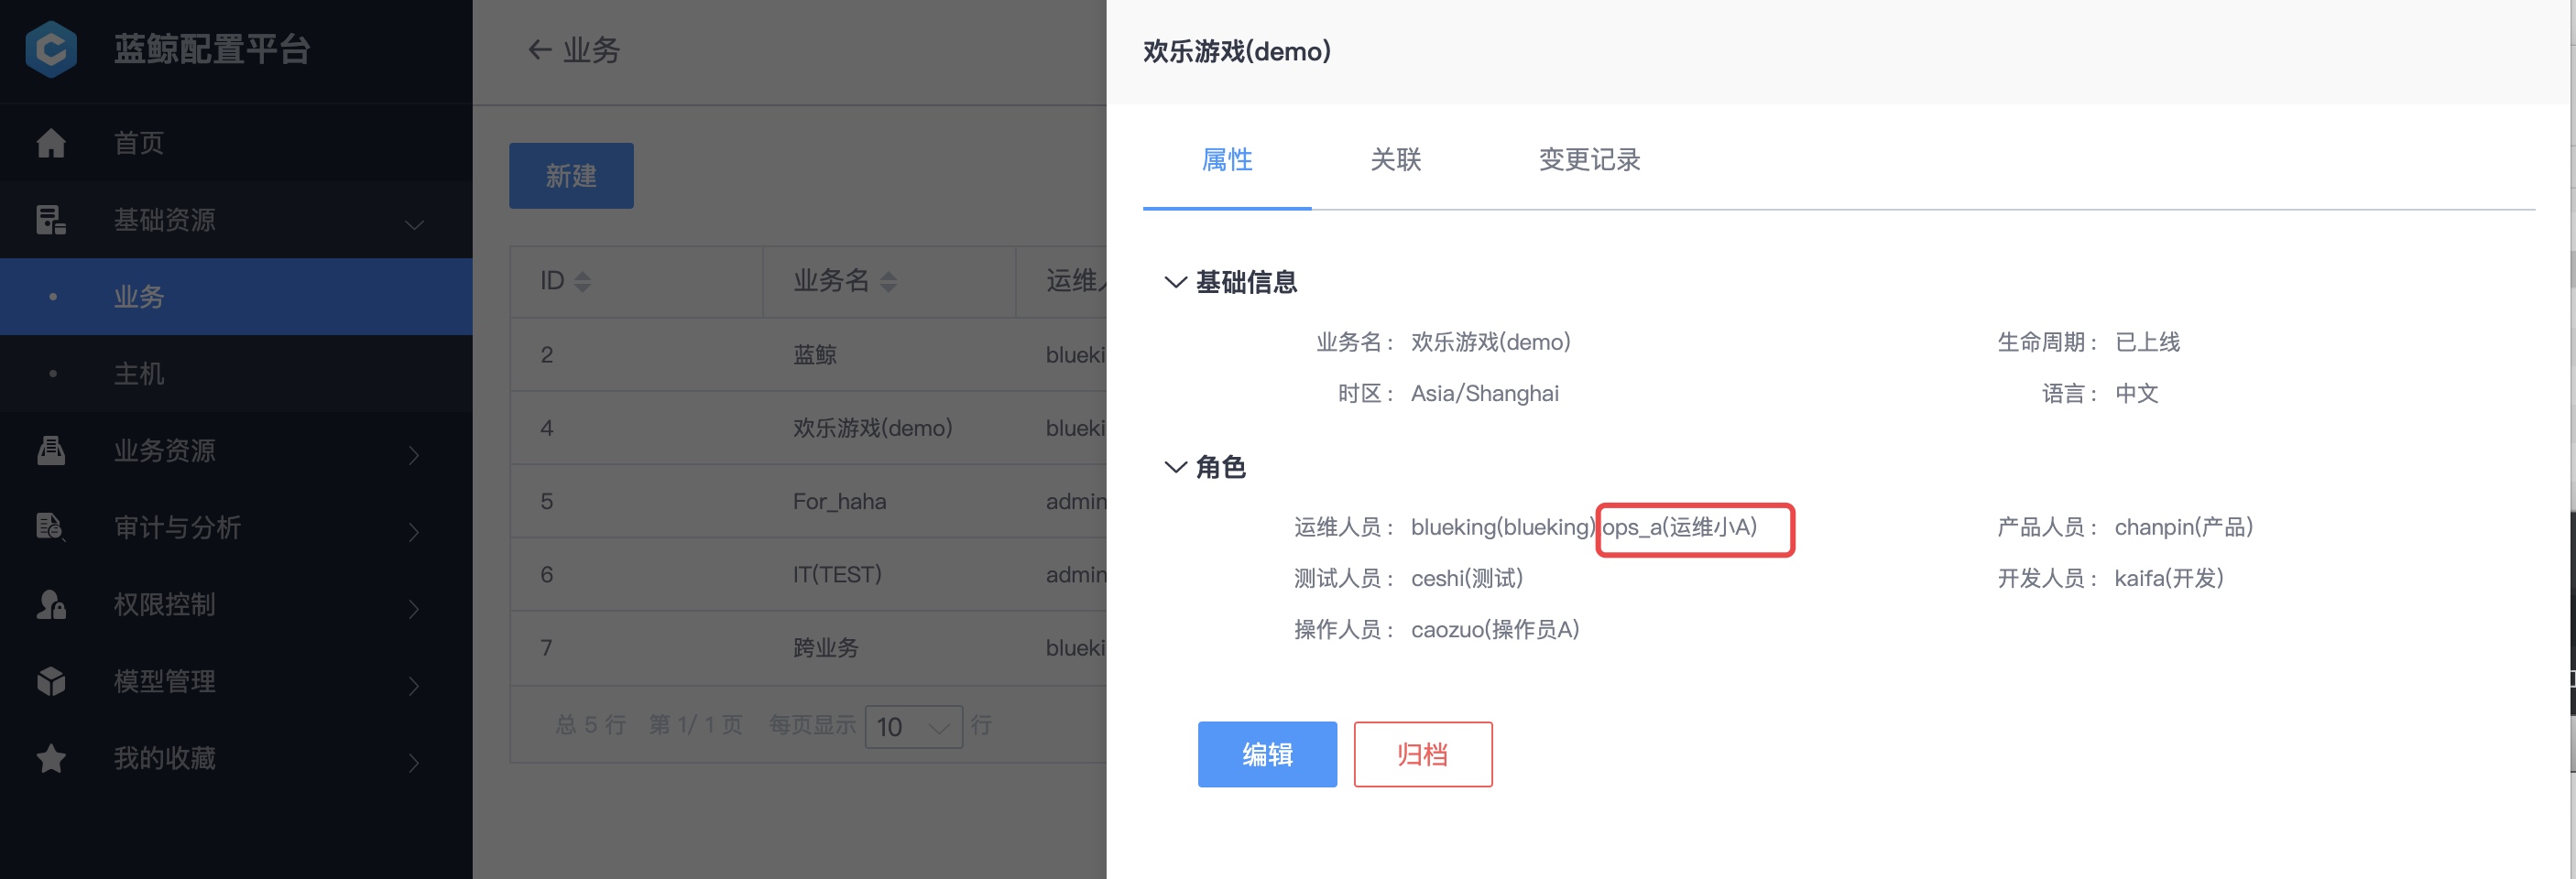 蓝鲸配置平台
首页
基础资源
业务
主机
业务资源
审计与分析
权限控制
模型管理
我的收藏
业务
新建
ID 业务名
2 蓝鲸
4 欢乐游戏(demo)
5 For_haha admin
6 IT(TEST) admin
7 跨业务
总 5 行 第 1/ 1 页 每页显示 10 行
欢乐游戏(demo)
属性 关联 变更记录
基础信息
业务名: 欢乐游戏(demo) 生命周期: 已上线
时区: Asia/Shanghai 语言: 中文
角色
运维人员: blueking(blueking) ops_a(运维小A) 产品人员: chanpin(产品)
测试人员: ceshi(测试) 开发人员: kaifa(开发)
操作人员: caozuo(操作员A)
编辑 归档